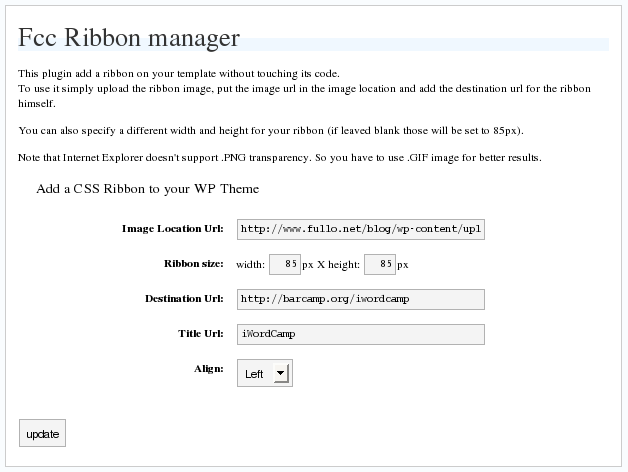 Fcc Ribbon manager
This plugin add a ribbon on your template without touching its code.
To use it simply upload the ribbon image, put the image url in the image location and add the destination url for the ribbon
himself.
You can also specify a different width and height for your ribbon (if leaved blank those will be set to 85px).
Note that Internet Explorer doesn't support .PNG transparency. So you have to use .GIF image for better results.
Add a CSS Ribbon to your WP Theme
Image Location Url: http://www.fullo.net/blog/wp-content/upl
Ribbon size: width: 85 px X height: 85 px
Destination Url: http://barcamp.org/iwordcamp
Title Url: iWordCamp
Align: Left
update